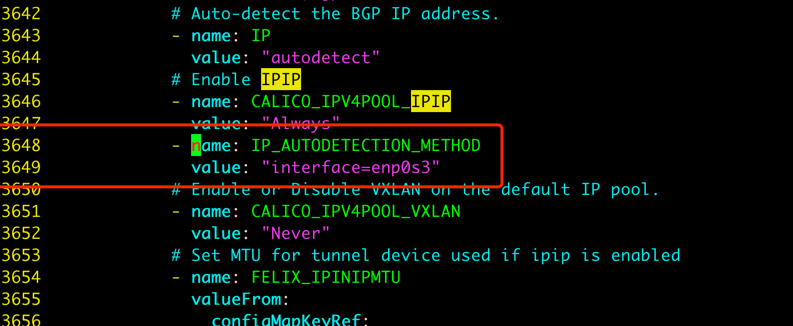 3642 # Auto-detect the BGP IP address.
3643 - name: IP
3644 value: "autodetect"
3645 # Enable IPIP
3646 - name: CALICO_IPV4POOL_IPIP
3647 value: "Always"
3648 - name: IP_AUTODETECTION_METHOD
3649 value: "interface=enp0s3"
3650 # Enable or Disable VXLAN on the default IP pool.
3651 - name: CALICO_IPV4POOL_VXLAN
3652 value: "Never"
3653 # Set MTU for tunnel device used if ipip is enabled
3654 - name: FELIX_IPINIPMTU
3655 valueFrom:
3656 configMapKeyRef: